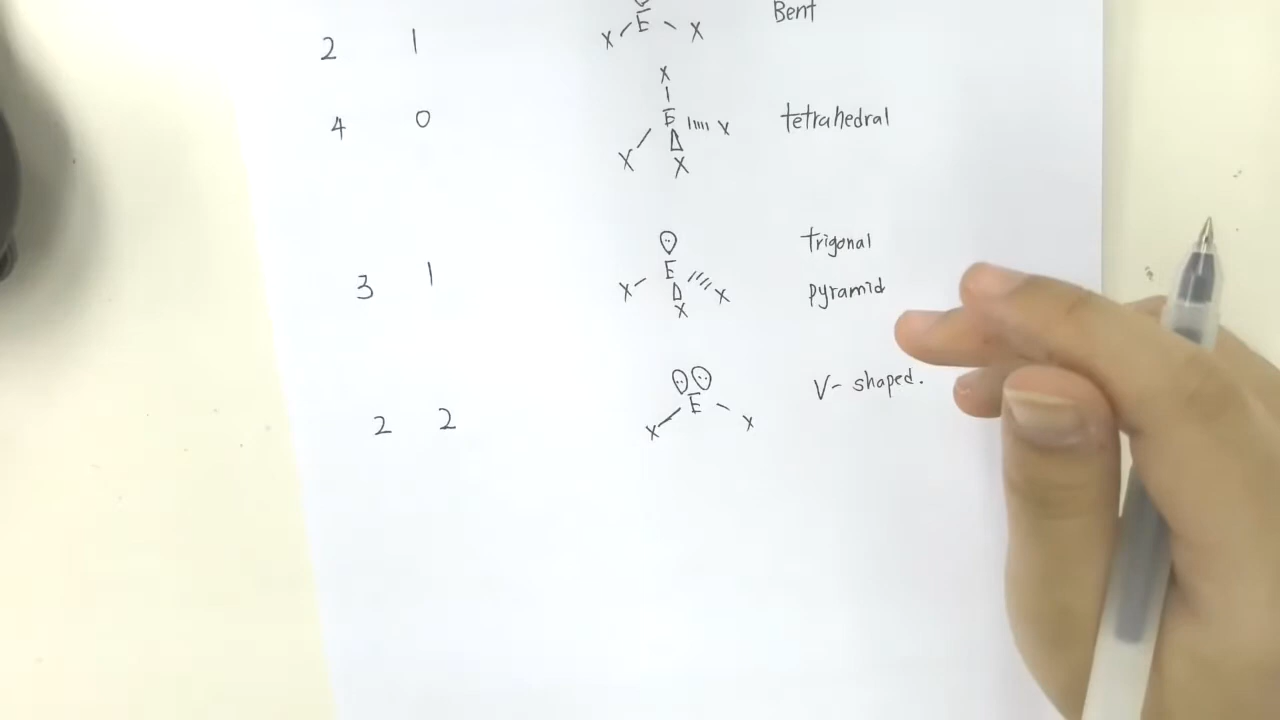 Bent
E
X X
2 1
X
4 0 E X tetrahedral
X X
trigonal
3 1 E
X X pyramid
X
V- shaped.
2 2 E
X X